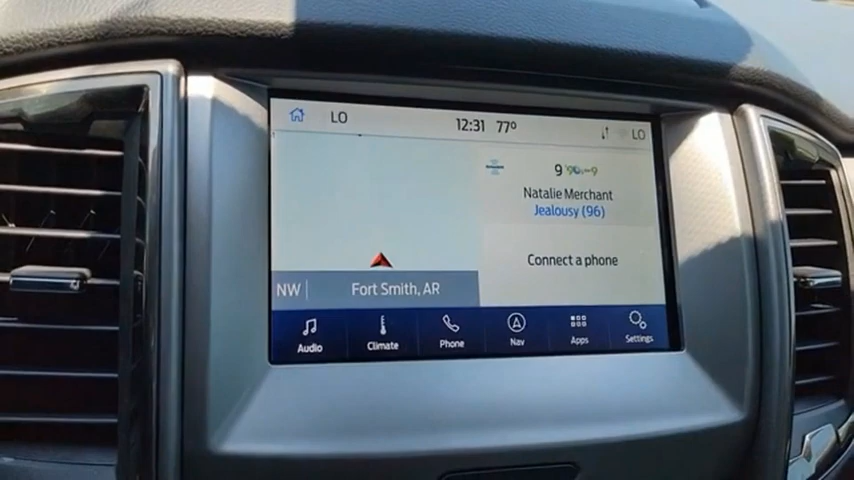 LO
12:31 77°
LO
9
Natalie Merchant
Jealousy (96)
Connect a phone
NW
Fort Smith, AR
Audio
Climate
Phone
Nav
Apps
Settings